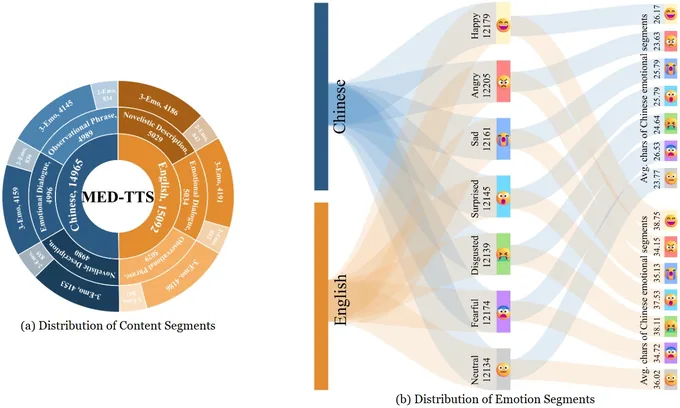 3-Emo, 4145
3-Emo, 4186
Observational Phrase,
4989
Novelistic Description,
5029
3-Emo, 4159
Emotional Dialogue,
4996
Chinese, 14965
MED-TTS
English, 15092
Emotional Dialogue,
5034
3-Emo, 4191
Novelistic Description,
4980
Observational Phrase,
5029
3-Emo, 4153
3-Emo, 4186
(a) Distribution of Content Segments
Chinese
English
Happy
12179
Angry
12205
Sad
12161
Surprised
12145
Disgusted
12139
Fearful
12174
Neutral
12134
Avg. chars of Chinese emotional segments
26.17
23.63
25.79
25.79
24.64
26.53
23.77
Avg. chars of Chinese emotional segments
38.75
34.15
35.13
37.53
38.11
34.72
36.02
(b) Distribution of Emotion Segments